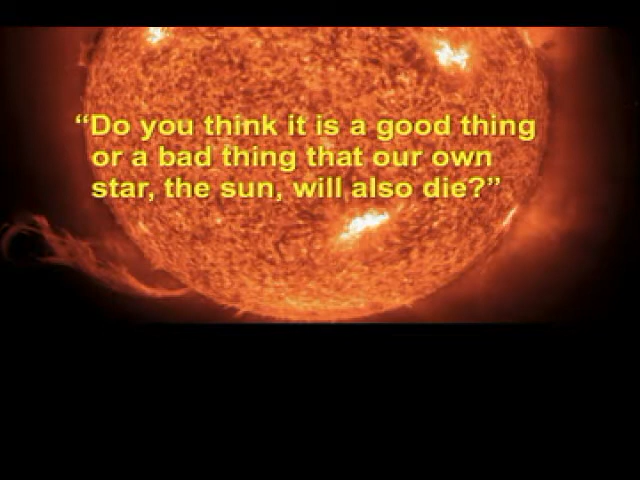 “Do you think it is a good thing
or a bad thing that our own
star, the sun, will also die?”